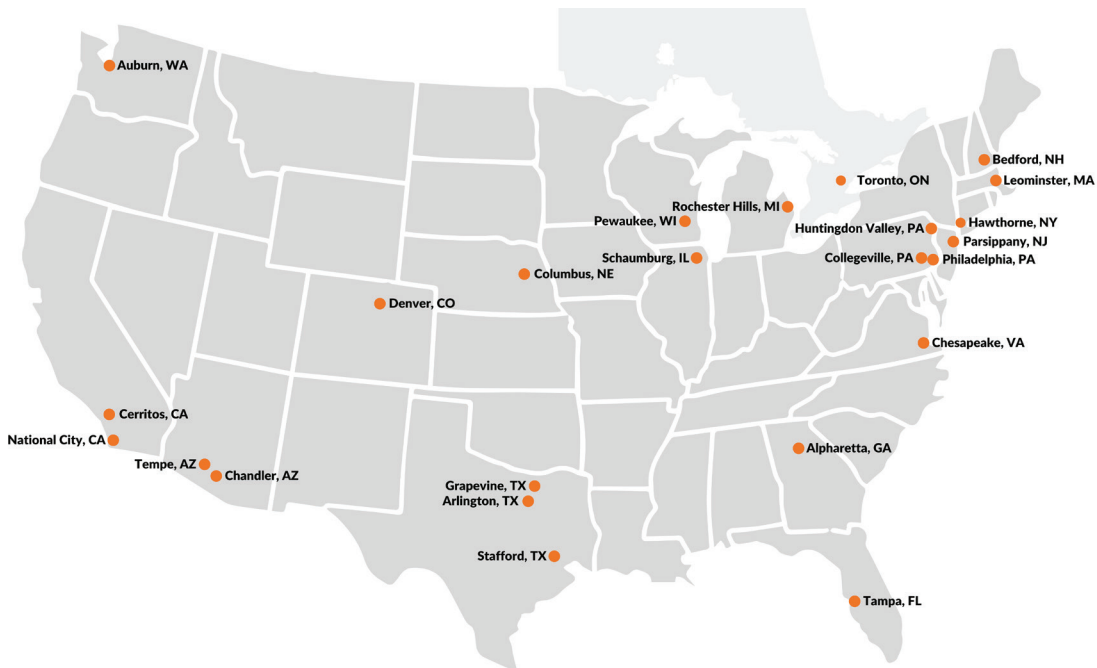 Auburn, WA
Bedford, NH
Toronto, ON
Leominster, MA
Rochester Hills, MI
Pewaukee, WI
Hawthorne, NY
Huntingdon Valley, PA
Parsippany, NJ
Schaumburg, IL
Collegeville, PA
Philadelphia, PA
Columbus, NE
Denver, CO
Chesapeake, VA
Cerritos, CA
National City, CA
Alpharetta, GA
Tempe, AZ
Chandler, AZ
Grapevine, TX
Arlington, TX
Stafford, TX
Tampa, FL